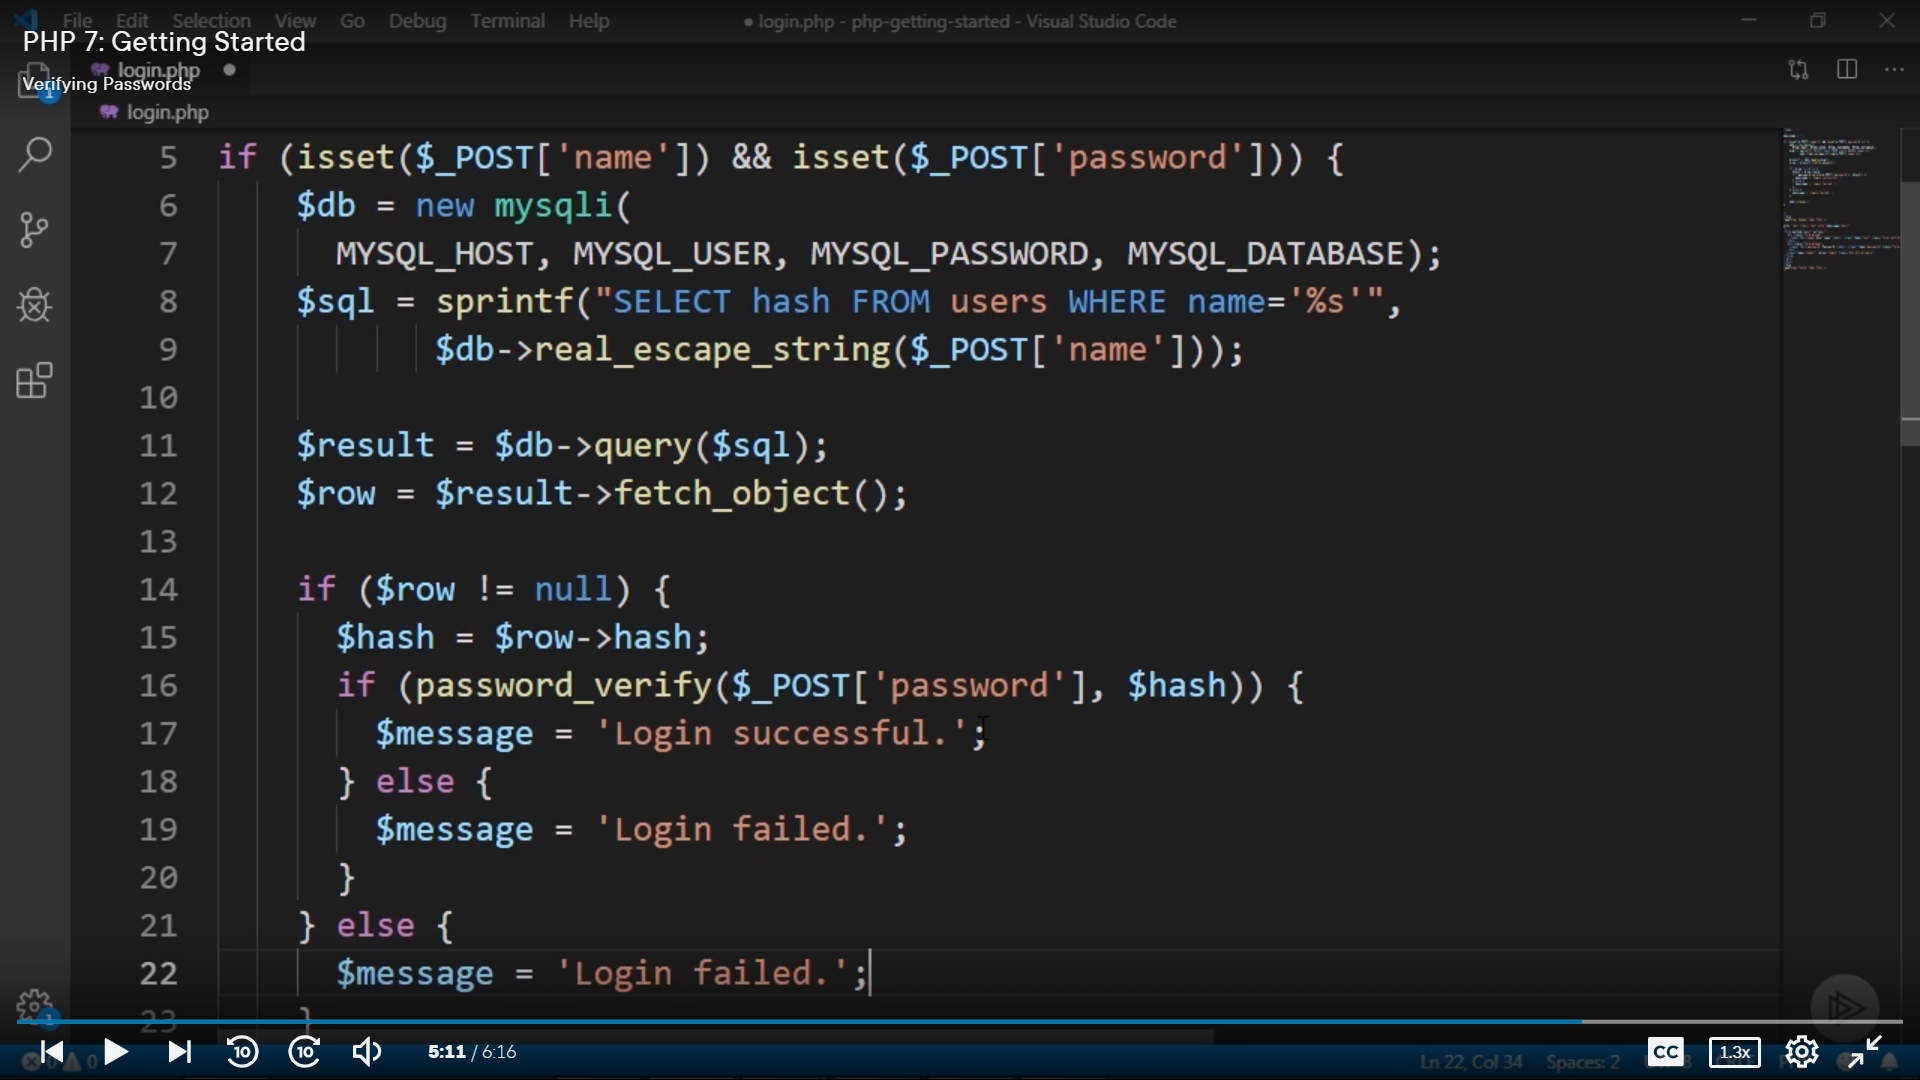 File Edit Selection View Go Debug Terminal Help
● login.php - php-getting-started - Visual Studio Code
PHP 7: Getting Started
login.php ●
Verifying Passwords
1
login.php
5 if (isset($_POST['name']) && isset($_POST['password'])) {
6 $db = new mysqli(
7 MYSQL_HOST, MYSQL_USER, MYSQL_PASSWORD, MYSQL_DATABASE);
8 $sql = sprintf("SELECT hash FROM users WHERE name='%s'",
9 $db->real_escape_string($_POST['name']));
10
11 $result = $db->query($sql);
12 $row = $result->fetch_object();
13
14 if ($row != null) {
15 $hash = $row->hash;
16 if (password_verify($_POST['password'], $hash)) {
17 $message = 'Login successful.';
18 } else {
19 $message = 'Login failed.';
20 }
21 } else {
22 $message = 'Login failed.';
23 }
1
10 10 5:11 / 6:16 CC 1.3x
0 Ln 22, Col 34 Spaces: 2